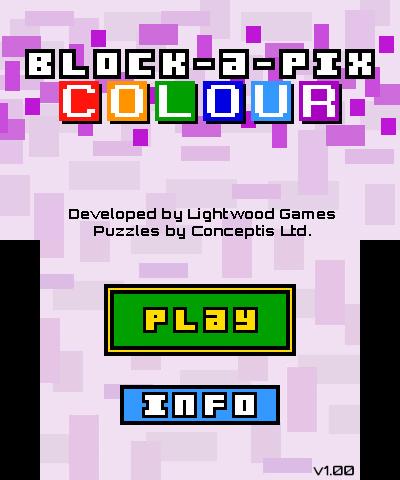 BLOCK-a-PIX
COLOUR
Developed by Lightwood Games
Puzzles by Conceptis Ltd.
PLaY
INFO
v1.00